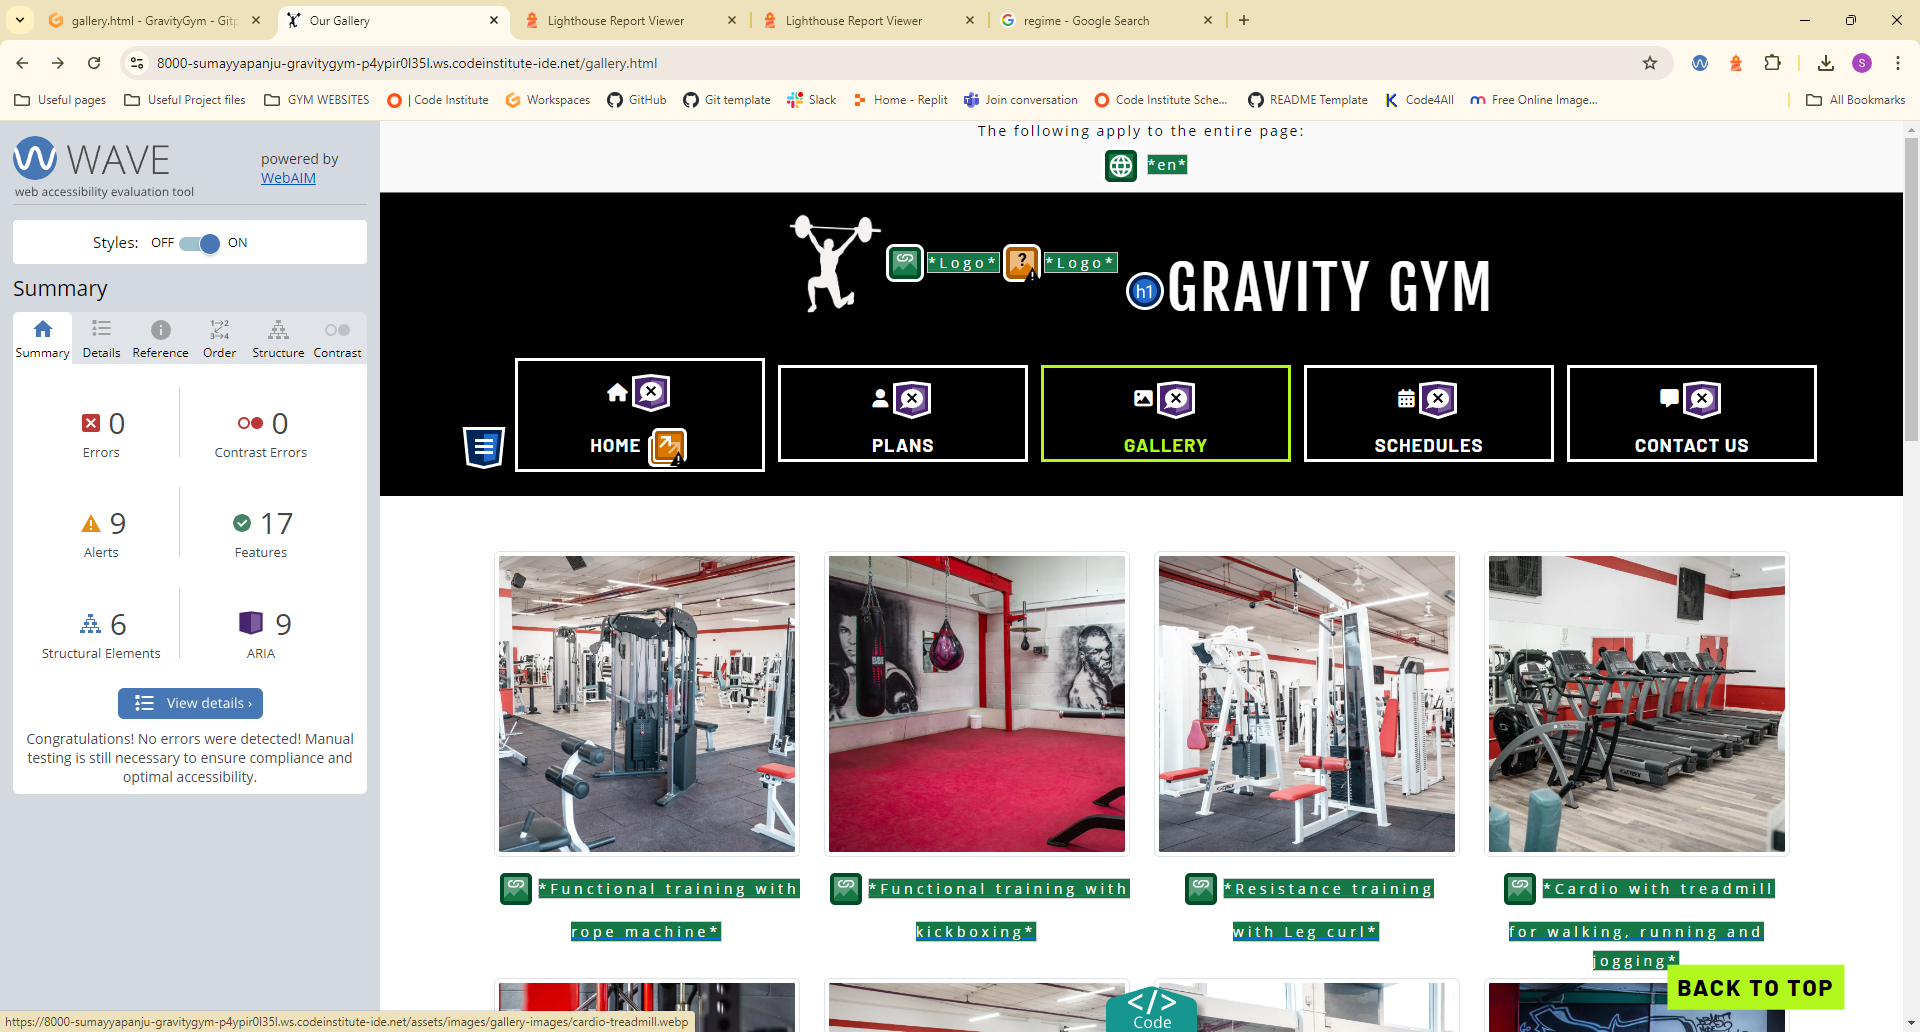 gallery.html - GravityGym - Gitp
Our Gallery
Lighthouse Report Viewer
Lighthouse Report Viewer
regime - Google Search
8000-sumayyapanju-gravitygym-p4ypir0l35l.ws.codeinstitute-ide.net/gallery.html
S
Useful pages
Useful Project files
GYM WEBSITES
| Code Institute
Workspaces
GitHub
Git template
Slack
Home - Replit
Join conversation
Code Institute Sche...
README Template
Code4All
Free Online Image...
All Bookmarks
WAVE
web accessibility evaluation tool
powered by
WebAIM
Styles: OFF ON
Summary
Summary
Details
Reference
Order
Structure
Contrast
0
Errors
0
Contrast Errors
9
Alerts
17
Features
6
Structural Elements
9
ARIA
View details ›
Congratulations! No errors were detected! Manual
testing is still necessary to ensure compliance and
optimal accessibility.
The following apply to the entire page:
*en*
*Logo*
*Logo*
h1
GRAVITY GYM
HOME
PLANS
GALLERY
SCHEDULES
CONTACT US
*Functional training with
rope machine*
*Functional training with
kickboxing*
*Resistance training
with Leg curl*
*Cardio with treadmill
for walking, running and
jogging*
BACK TO TOP
</>
Code
https://8000-sumayyapanju-gravitygym-p4ypir0l35l.ws.codeinstitute-ide.net/assets/images/gallery-images/cardio-treadmill.webp